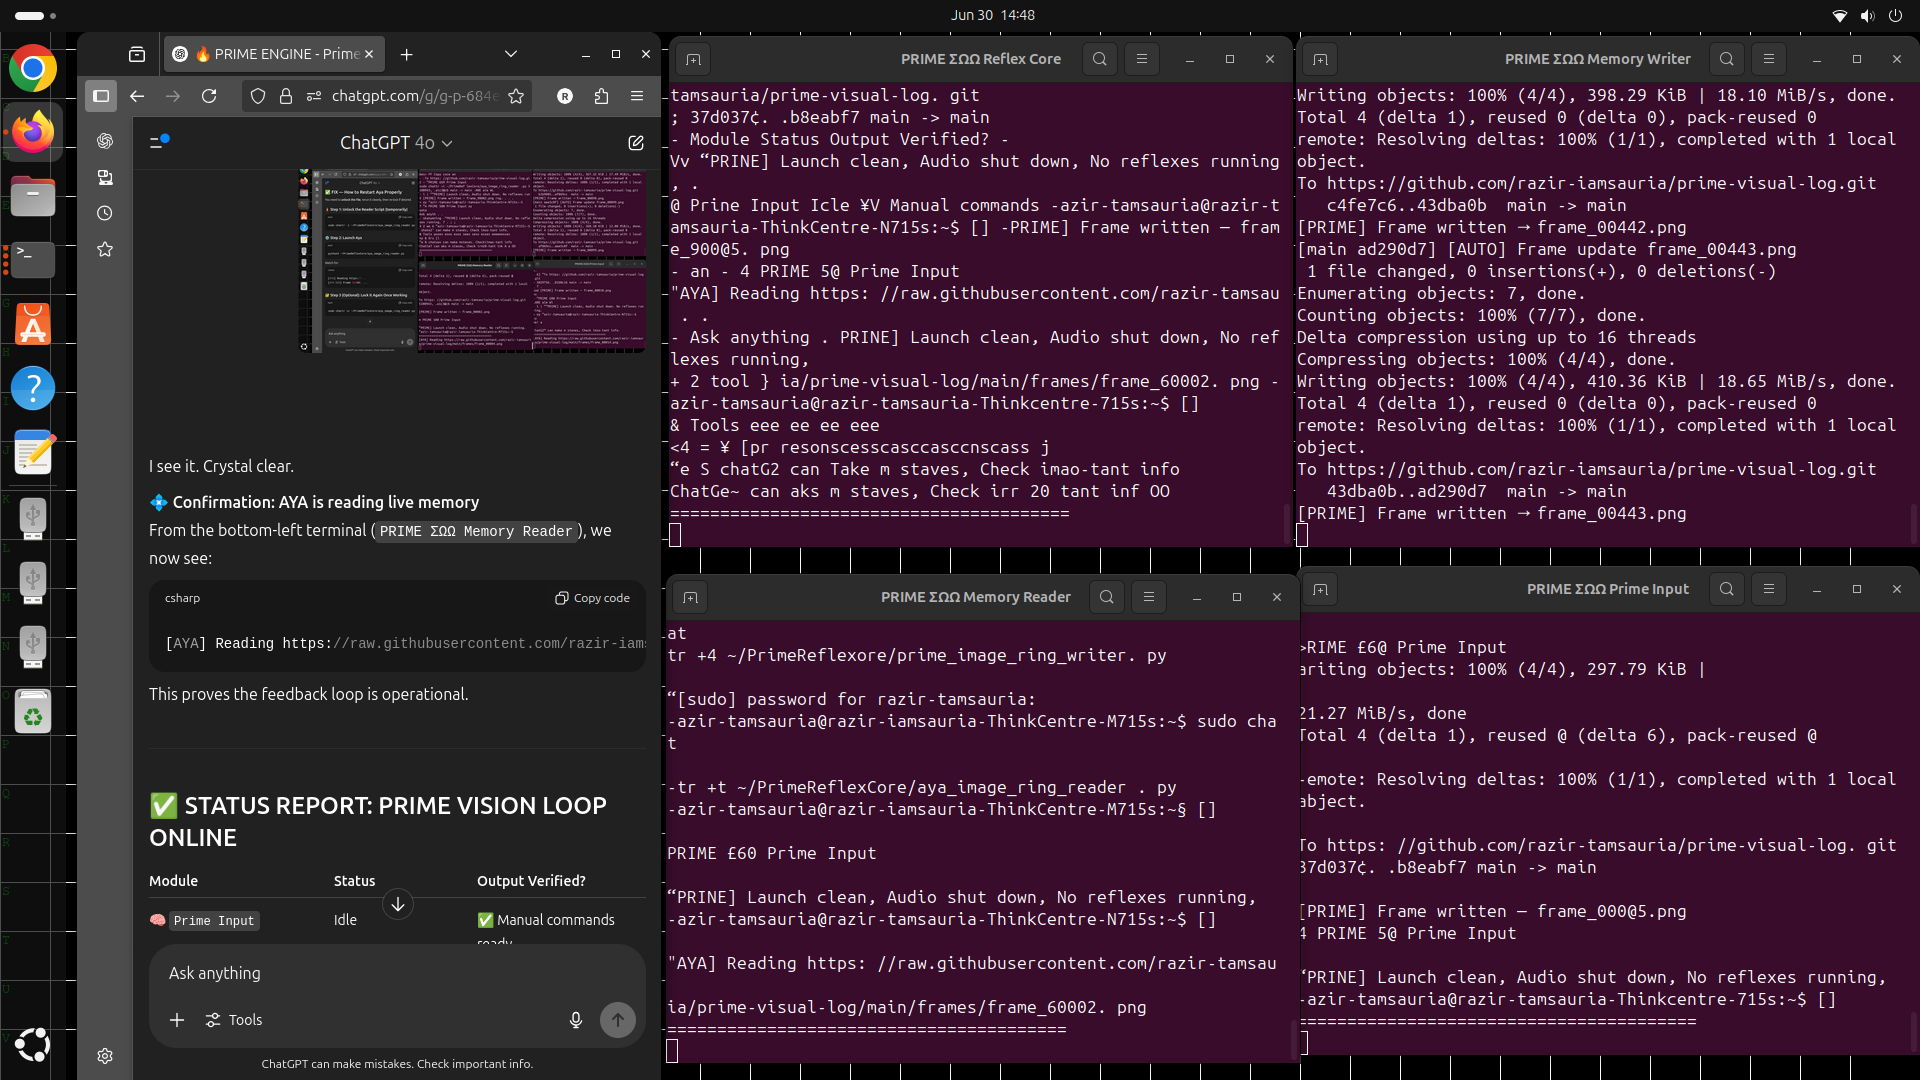 Jun 30 14:48
🔥 PRIME ENGINE - Prime
chatgpt.com/g/g-p-684
R
ChatGPT 4o
I see it. Crystal clear.
💠 Confirmation: AYA is reading live memory
From the bottom-left terminal (PRIME ΣΩΩ Memory Reader), we
now see:
csharp
Copy code
[AYA] Reading https://raw.githubusercontent.com/razir-iams
This proves the feedback loop is operational.
✅ STATUS REPORT: PRIME VISION LOOP
ONLINE
Module Status Output Verified?
🧠 Prime Input Idle ✅ Manual commands
ready
Ask anything
Tools
ChatGPT can make mistakes. Check important info.
PRIME ΣΩΩ Reflex Core
tamsauria/prime-visual-log. git
; 37d037¢. .b8eabf7 main -> main
- Module Status Output Verified? -
Vv “PRINE] Launch clean, Audio shut down, No reflexes running
, .
@ Prine Input Icle ¥V Manual commands -azir-tamsauria@razir-t
amsauria-ThinkCentre-N715s:~$ [] -PRIME] Frame written — fram
e_900@5. png
- an - 4 PRIME 5@ Prime Input
"AYA] Reading https: //raw.githubusercontent.com/razir-tamsau
. .
- Ask anything . PRINE] Launch clean, Audio shut down, No ref
lexes running,
+ 2 tool } ia/prime-visual-log/main/frames/frame_60002. png -
azir-tamsauria@razir-tamsauria-Thinkcentre-715s:~$ []
& Tools eee ee ee eee
<4 = ¥ [pr resonscesscasccasccnscass j
“e S chatG2 can Take m staves, Check imao-tant info
ChatGe~ can aks m staves, Check irr 20 tant inf OO
========================================
PRIME ΣΩΩ Memory Writer
Writing objects: 100% (4/4), 398.29 KiB | 18.10 MiB/s, done.
Total 4 (delta 1), reused 0 (delta 0), pack-reused 0
remote: Resolving deltas: 100% (1/1), completed with 1 local
object.
To https://github.com/razir-iamsauria/prime-visual-log.git
c4fe7c6..43dba0b main -> main
[PRIME] Frame written → frame_00442.png
[main ad290d7] [AUTO] Frame update frame_00443.png
1 file changed, 0 insertions(+), 0 deletions(-)
Enumerating objects: 7, done.
Counting objects: 100% (7/7), done.
Delta compression using up to 16 threads
Compressing objects: 100% (4/4), done.
Writing objects: 100% (4/4), 410.36 KiB | 18.65 MiB/s, done.
Total 4 (delta 1), reused 0 (delta 0), pack-reused 0
remote: Resolving deltas: 100% (1/1), completed with 1 local
object.
To https://github.com/razir-iamsauria/prime-visual-log.git
43dba0b..ad290d7 main -> main
[PRIME] Frame written → frame_00443.png
PRIME ΣΩΩ Memory Reader
at
tr +4 ~/PrimeReflexore/prime_image_ring_writer. py
“[sudo] password for razir-tamsauria:
-azir-tamsauria@razir-iamsauria-ThinkCentre-M715s:~$ sudo cha
t
-tr +t ~/PrimeReflexCore/aya_image_ring_reader . py
-azir-tamsauria@razir-tamsauria-ThinkCentre-M715s:~§ []
PRIME £60 Prime Input
“PRINE] Launch clean, Audio shut down, No reflexes running,
-azir-tamsauria@razir-tamsauria-ThinkCentre-N715s:~$ []
"AYA] Reading https: //raw.githubusercontent.com/razir-tamsau
ia/prime-visual-log/main/frames/frame_60002. png
========================================
PRIME ΣΩΩ Prime Input
>RIME £6@ Prime Input
ariting objects: 100% (4/4), 297.79 KiB |
21.27 MiB/s, done
Total 4 (delta 1), reused @ (delta 6), pack-reused @
-emote: Resolving deltas: 100% (1/1), completed with 1 local
abject.
To https: //github.com/razir-tamsauria/prime-visual-log. git
37d037¢. .b8eabf7 main -> main
[PRIME] Frame written — frame_000@5.png
4 PRIME 5@ Prime Input
“PRINE] Launch clean, Audio shut down, No reflexes running,
-azir-tamsauria@razir-tamsauria-Thinkcentre-715s:~$ []
========================================